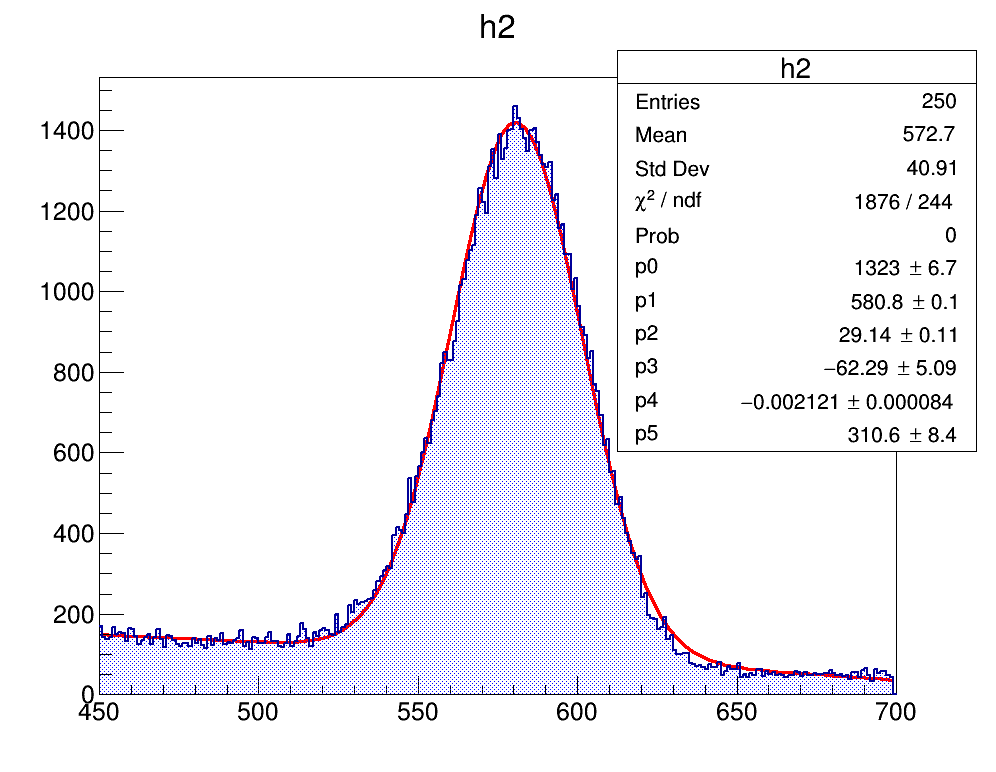 h2
h2
Entries 250
Mean 572.7
Std Dev 40.91
χ² / ndf 1876 / 244
Prob 0
p0 1323 ± 6.7
p1 580.8 ± 0.1
p2 29.14 ± 0.11
p3 −62.29 ± 5.09
p4 −0.002121 ± 0.000084
p5 310.6 ± 8.4
1400
1200
1000
800
600
400
200
0
450 500 550 600 650 700